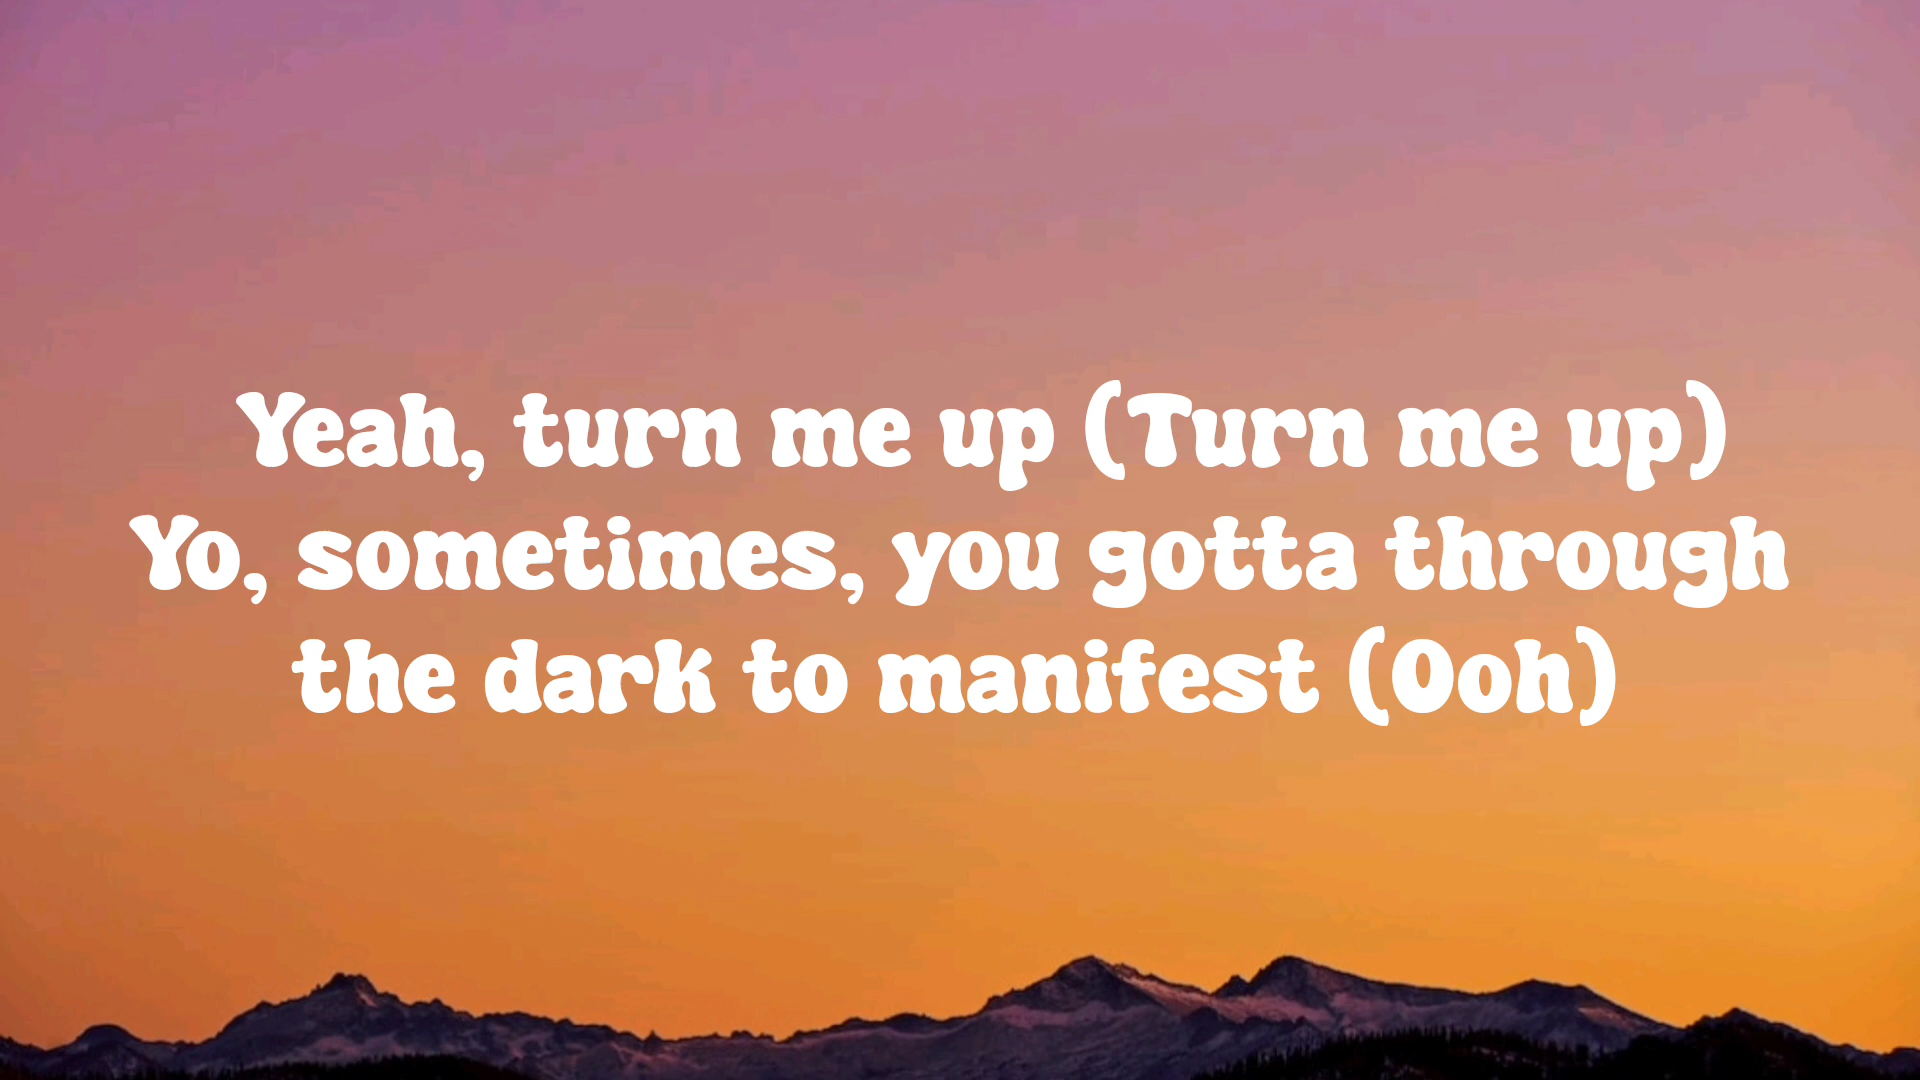 Yeah, turn me up (Turn me up)
Yo, sometimes, you gotta through
the dark to manifest (Ooh)